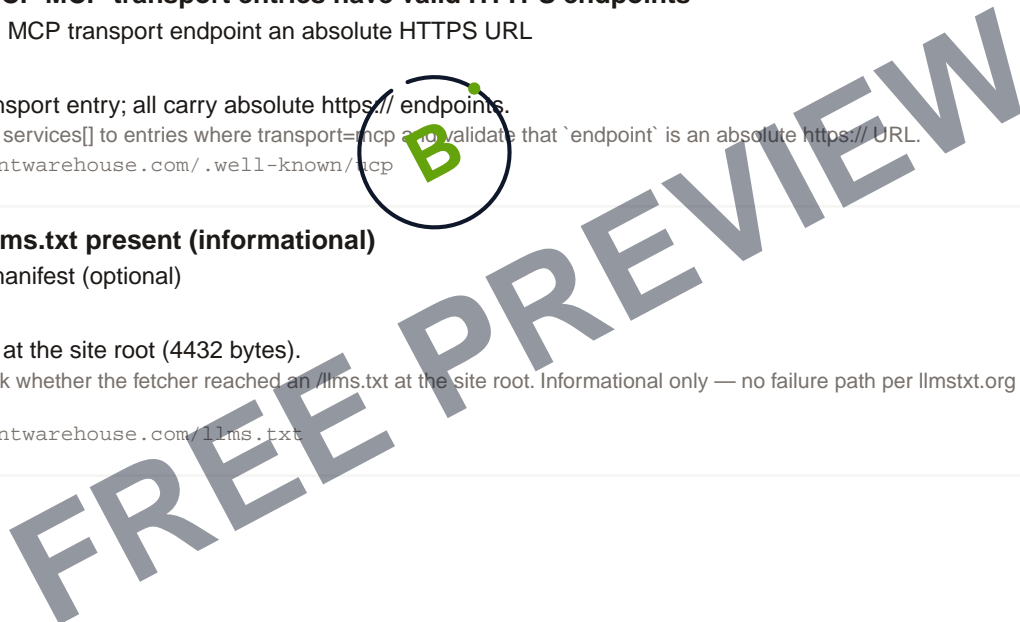 MCP transport entries have valid HTTPS endpoints
MCP transport endpoint an absolute HTTPS URL
entry; all carry absolute https:// endpoints.
services[] to entries where transport=mcp and validate that `endpoint` is an absolute https:// URL.
ntwarehouse.com/.well-known/ucp
B
ms.txt present (informational)
manifest (optional)
at the site root (4432 bytes).
k whether the fetcher reached an /llms.txt at the site root. Informational only — no failure path per llmstxt.org
ntwarehouse.com/llms.txt
FREE PREVIEW